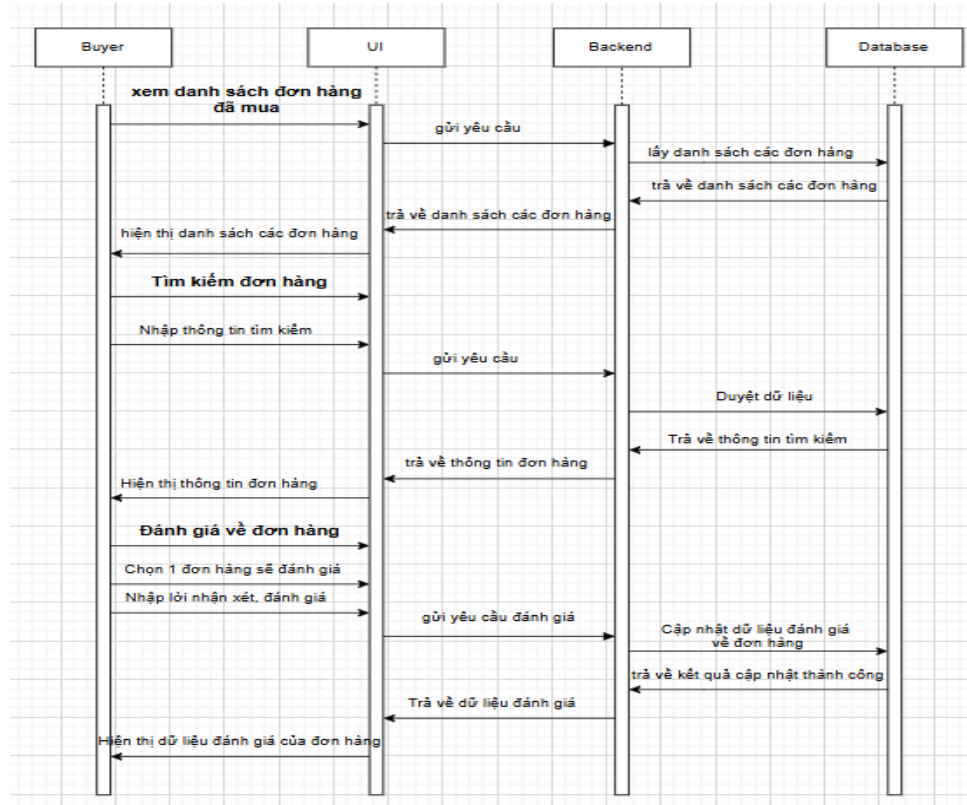 Buyer
UI
Backend
Database
xem danh sách đơn hàng
đã mua
gửi yêu cầu
lấy danh sách các đơn hàng
trả về danh sách các đơn hàng
trả về danh sách các đơn hàng
hiện thị danh sách các đơn hàng
Tìm kiếm đơn hàng
Nhập thông tin tìm kiếm
gửi yêu cầu
Duyệt dữ liệu
Trả về thông tin tìm kiếm
trả về thông tin đơn hàng
Hiện thị thông tin đơn hàng
Đánh giá về đơn hàng
Chọn 1 đơn hàng sẽ đánh giá
Nhập lời nhận xét, đánh giá
gửi yêu cầu đánh giá
Cập nhật dữ liệu đánh giá
về đơn hàng
trả về kết quả cập nhật thành công
Trả về dữ liệu đánh giá
Hiện thị dữ liệu đánh giá của đơn hàng